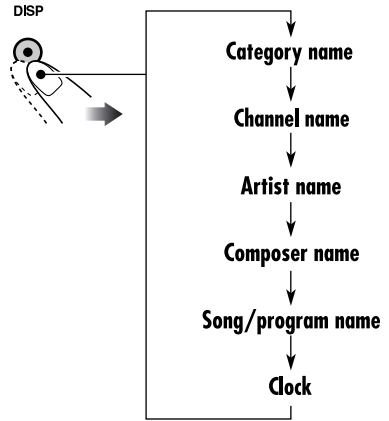 DISP
Category name
Channel name
Artist name
Composer name
Song/program name
Clock